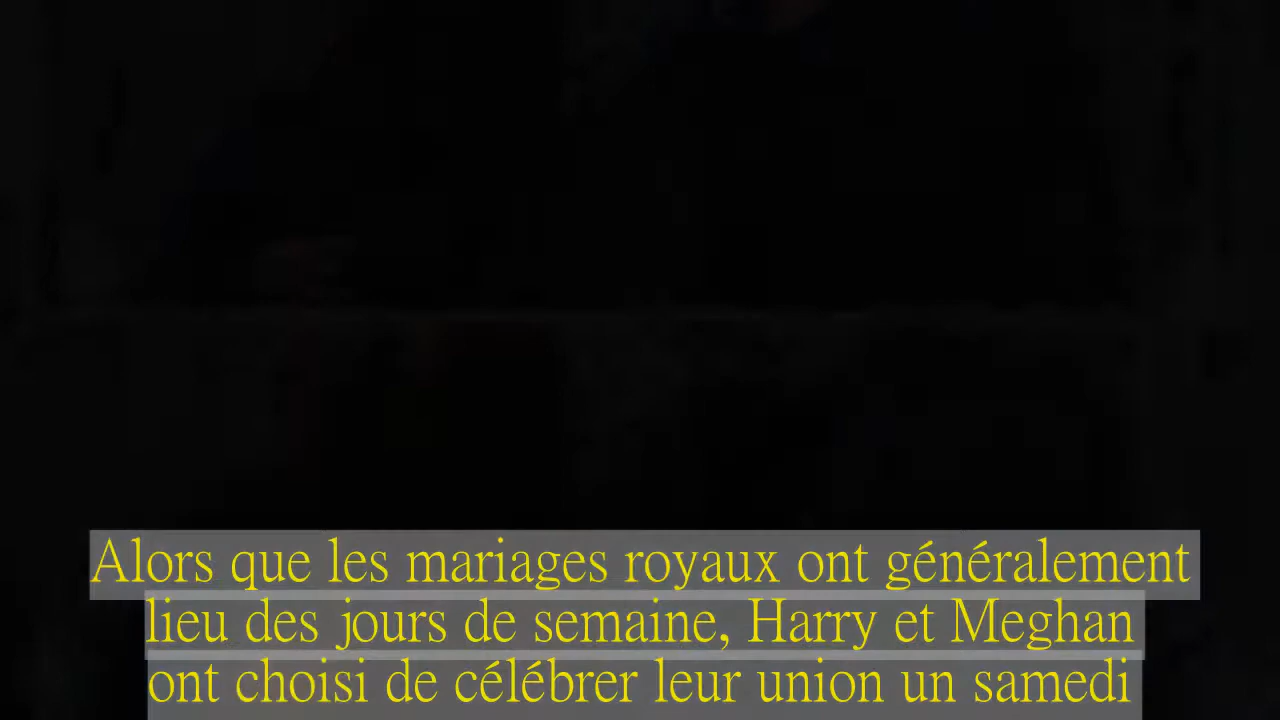 Alors que les mariages royaux ont généralement
lieu des jours de semaine, Harry et Meghan
ont choisi de célébrer leur union un samedi